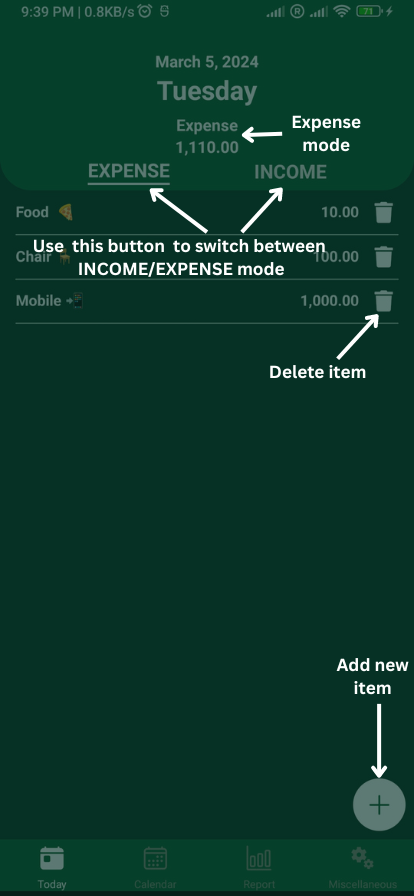 9:39 PM | 0.8KB/s
R
71
March 5, 2024
Tuesday
Expense
1,110.00
Expense
mode
EXPENSE
INCOME
Food 10.00
Use this button to switch between
INCOME/EXPENSE mode
Chair 100.00
Mobile 1,000.00
Delete item
Add new
item
+
Today
Calendar
Report
Miscellaneous